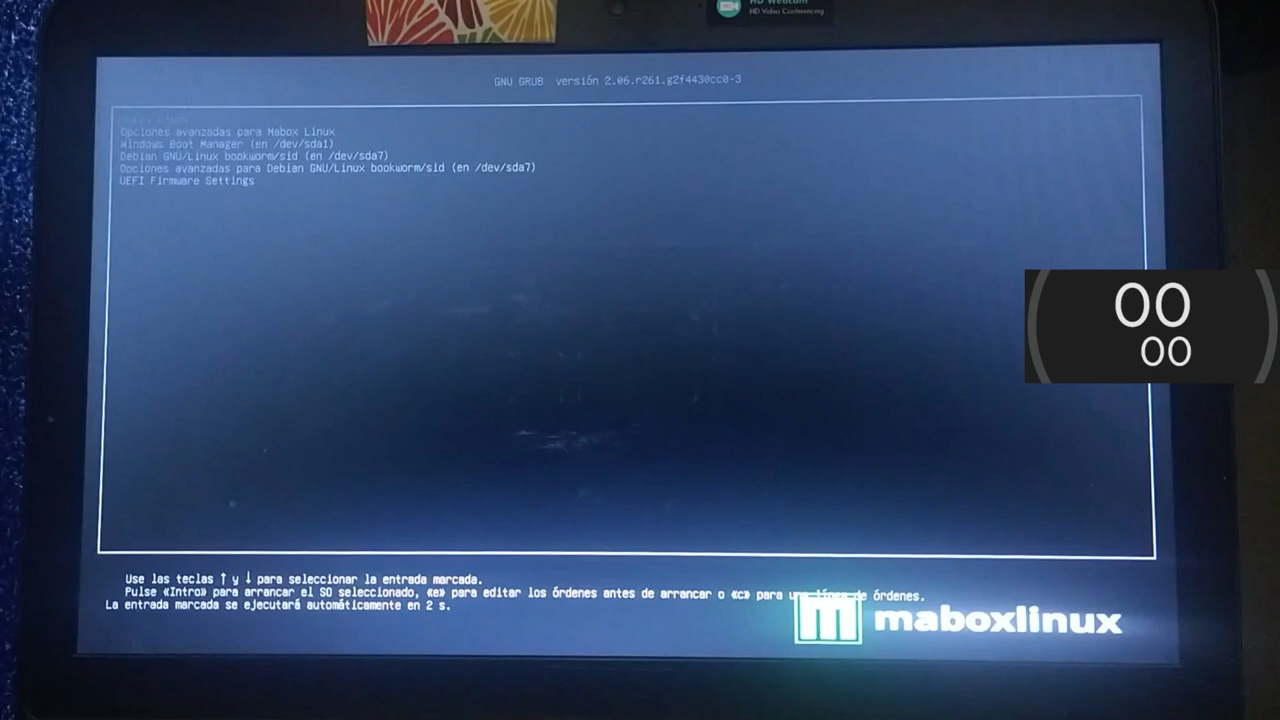 HD Webcam
HD Video Conferencing
GNU GRUB versión 2.06.r261.g2f4430cc0-3
Mabox Linux
Opciones avanzadas para Mabox Linux
Windows Boot Manager (en /dev/sda1)
Debian GNU/Linux bookworm/sid (en /dev/sda7)
Opciones avanzadas para Debian GNU/Linux bookworm/sid (en /dev/sda7)
UEFI Firmware Settings
00
00
Use las teclas ↑ y ↓ para seleccionar la entrada marcada.
Pulse «Intro» para arrancar el SO seleccionado, «e» para editar los órdenes antes de arrancar o «c» para una línea de órdenes.
La entrada marcada se ejecutará automáticamente en 2 s.
maboxlinux